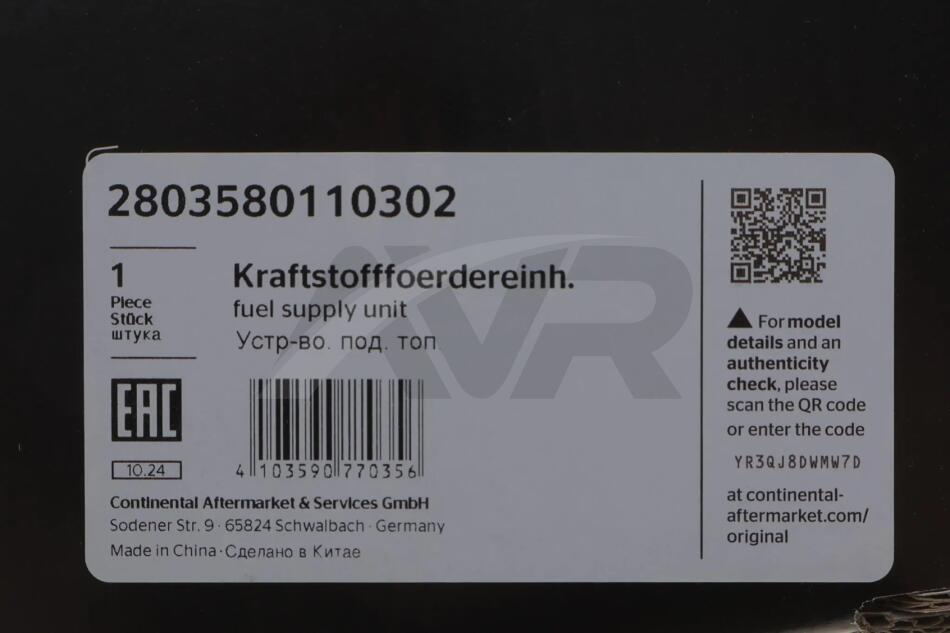 2803580110302
1
Piece
Stück
штука
Kraftstofffoerdereinh.
fuel supply unit
Устр-во. под. топ.
EAC
10.24
4 103590 770356
Continental Aftermarket & Services GmbH
Sodener Str. 9 · 65824 Schwalbach · Germany
Made in China · Сделано в Китае
For model
details and an
authenticity
check, please
scan the QR code
or enter the code
YR3QJ8DWMW7D
at continental-
aftermarket.com/
original
AVR